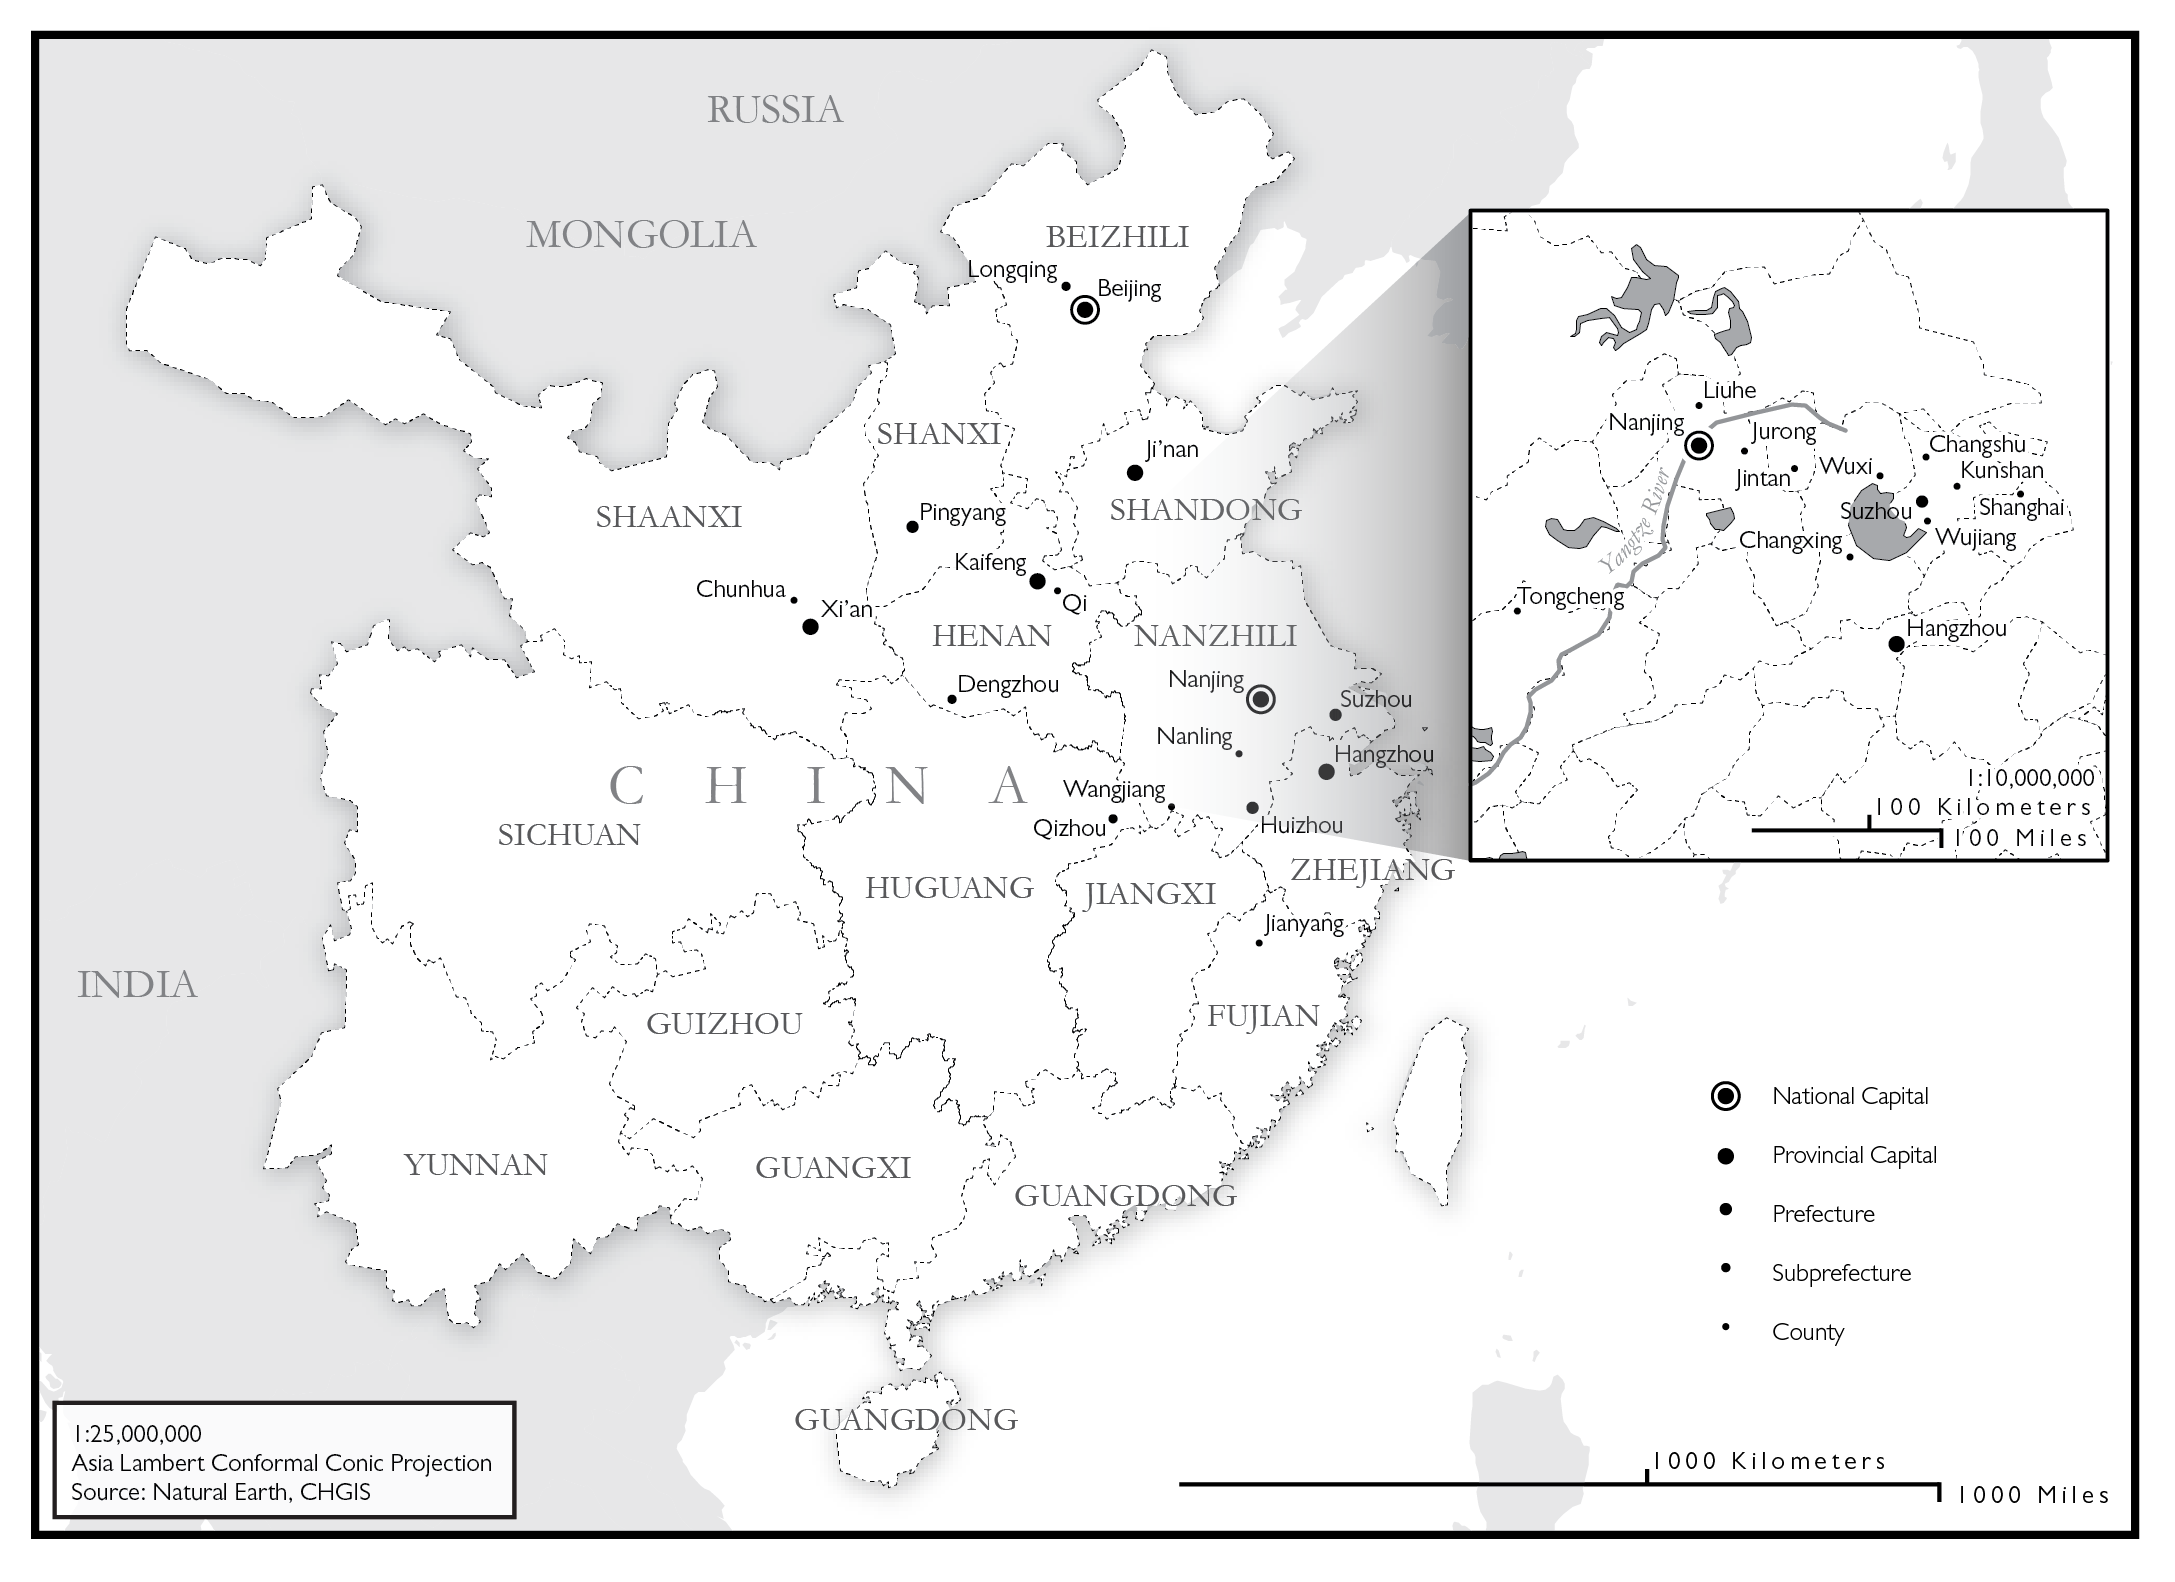 RUSSIA
MONGOLIA
BEIZHILI
Longqing
Beijing
SHANXI
Ji’nan
SHAANXI
Pingyang
SHANDONG
Kaifeng
Chunhua
Qi
Xi’an
HENAN
NANZHILI
Dengzhou
Nanjing
Suzhou
Nanling
Hangzhou
CHINA
Wangjiang
Qizhou
Huizhou
SICHUAN
ZHEJIANG
HUGUANG
JIANGXI
Jianyang
INDIA
GUIZHOU
FUJIAN
YUNNAN
GUANGXI
GUANGDONG
GUANGDONG
Liuhe
Nanjing
Jurong
Changshu
Wuxi
Kunshan
Jintan
Shanghai
Suzhou
Yangtze River
Changxing
Wujiang
Tongcheng
Hangzhou
1:10,000,000
100 Kilometers
100 Miles
National Capital
Provincial Capital
Prefecture
Subprefecture
County
1:25,000,000
Asia Lambert Conformal Conic Projection
Source: Natural Earth, CHGIS
1000 Kilometers
1000 Miles